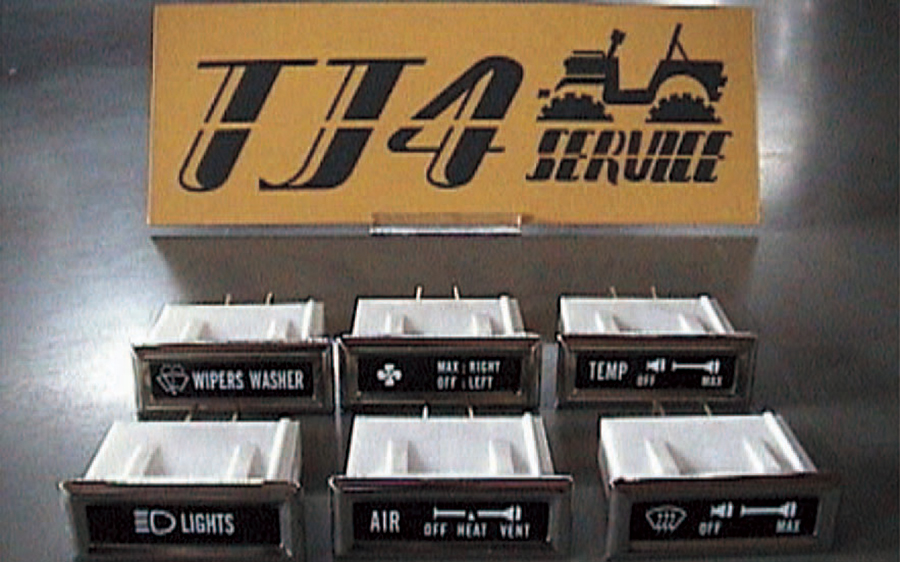 TJ4
SERVICE
WIPERS WASHER
MAX : RIGHT
OFF : LEFT
TEMP
OFF MAX
LIGHTS
AIR
OFF HEAT VENT
OFF MAX